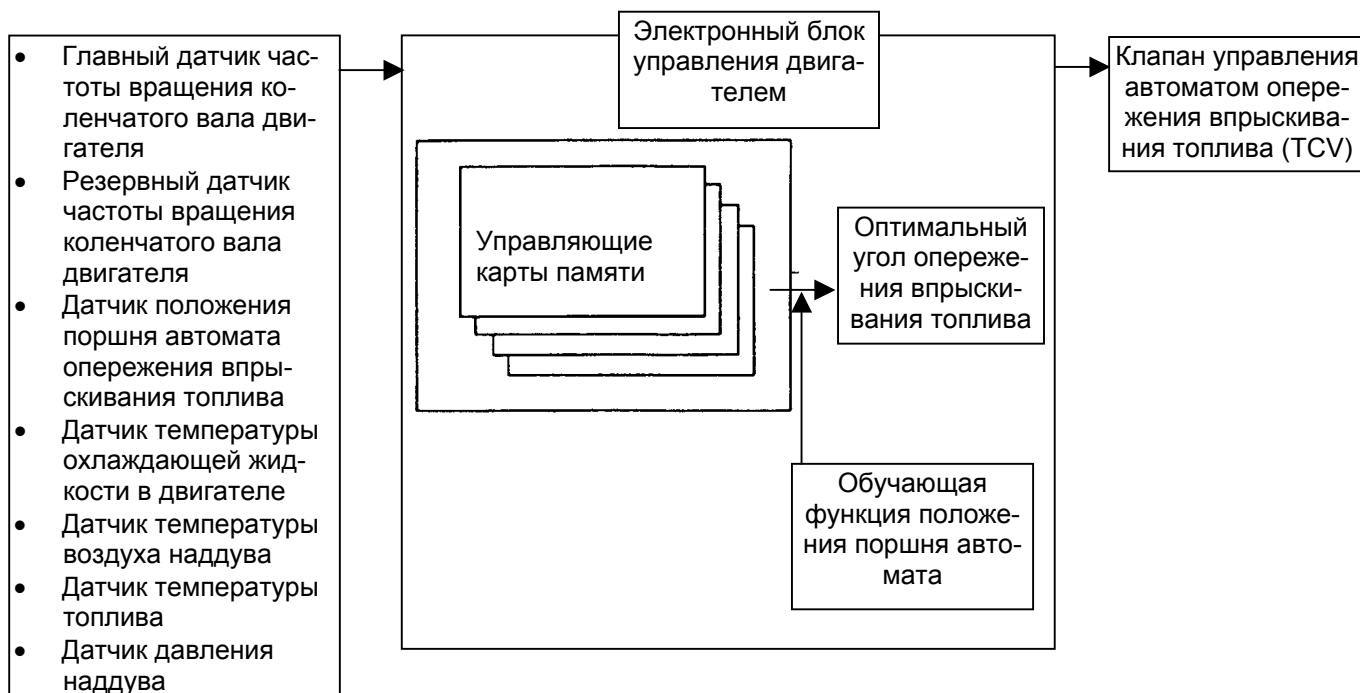 • Главный датчик час-
тоты вращения ко-
ленчатого вала дви-
гателя
• Резервный датчик
частоты вращения
коленчатого вала
двигателя
• Датчик положения
поршня автомата
опережения впры-
скивания топлива
• Датчик температуры
охлаждающей жид-
кости в двигателе
• Датчик температуры
воздуха наддува
• Датчик температуры
топлива
• Датчик давления
наддува
Электронный блок
управления двига-
телем
Управляющие
карты памяти
Оптимальный
угол опереже-
ния впрыски-
вания топлива
Обучающая
функция положе-
ния поршня авто-
мата
Клапан управления
автоматом опере-
жения впрыскива-
ния топлива (TCV)